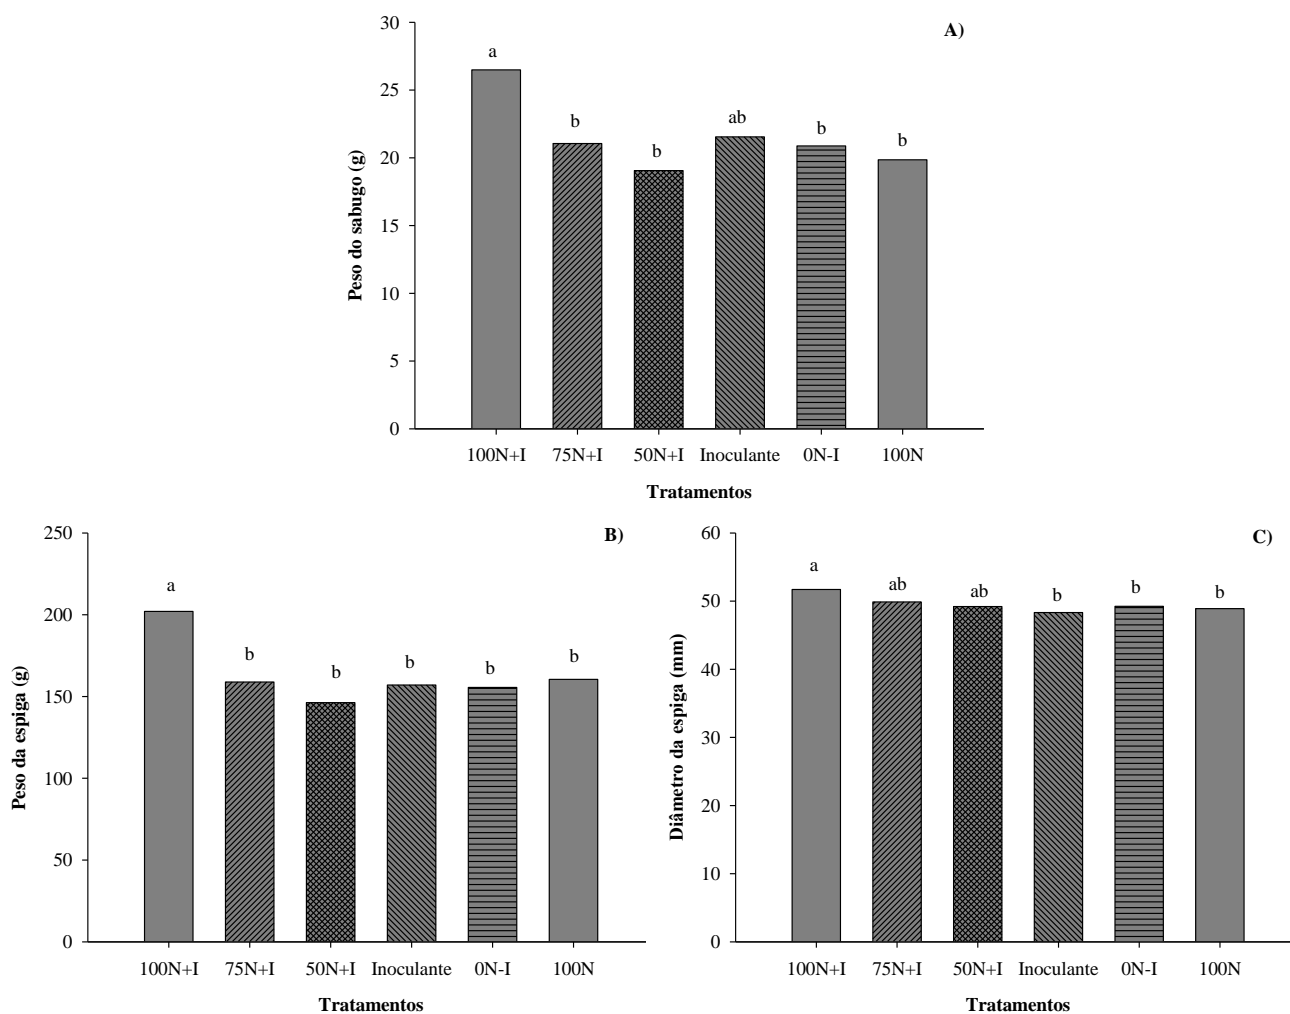 A)
Peso do sabugo (g)
30
25
20
15
10
5
0
a
b
b
ab
b
b
100N+I 75N+I 50N+I Inoculante 0N-I 100N
Tratamentos
B)
Peso da espiga (g)
250
200
150
100
50
0
a
b
b
b
b
b
100N+I 75N+I 50N+I Inoculante 0N-I 100N
Tratamentos
C)
Diâmetro da espiga (mm)
60
50
40
30
20
10
0
a
ab
ab
b
b
b
100N+I 75N+I 50N+I Inoculante 0N-I 100N
Tratamentos